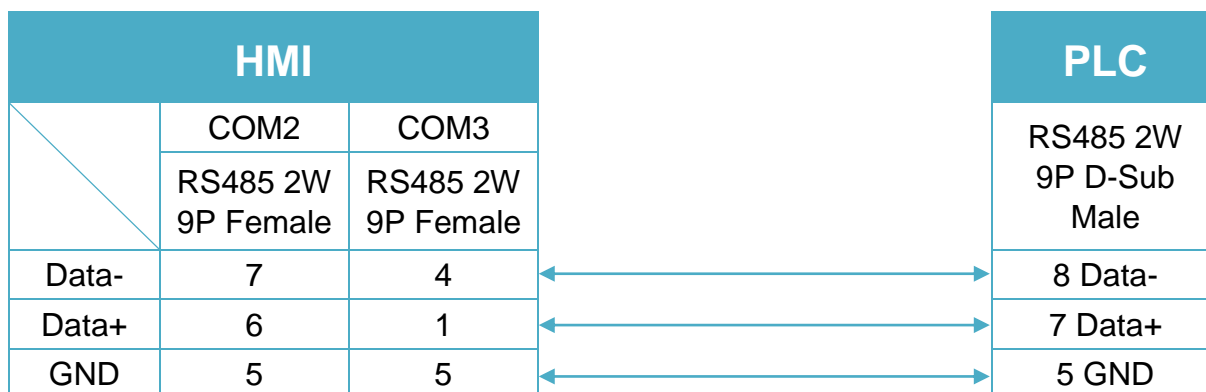 HMI
PLC
COM2 COM3
RS485 2W
9P Female
RS485 2W
9P Female
RS485 2W
9P D-Sub
Male
Data- 7 4 8 Data-
Data+ 6 1 7 Data+
GND 5 5 5 GND